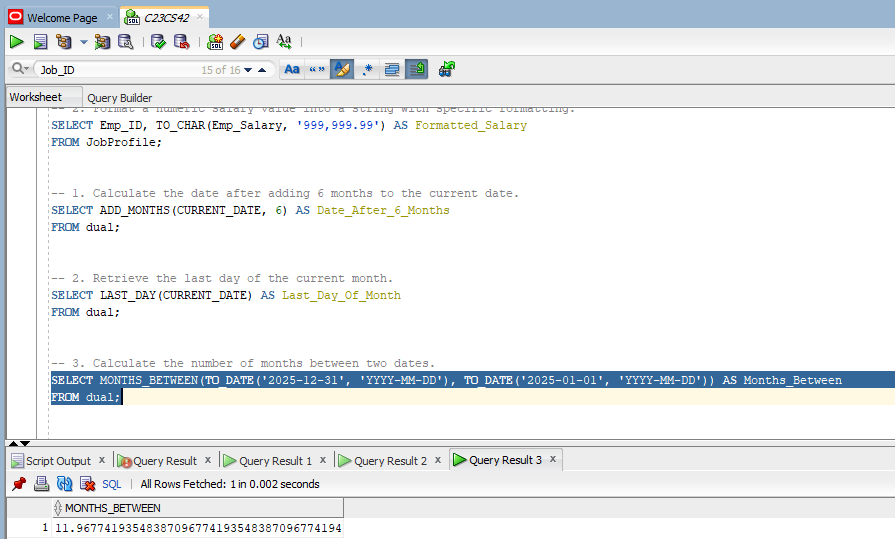 Welcome Page
C23CS42
Job_ID
15 of 16
Aa
Worksheet
Query Builder
-- 2. Format a numeric salary value into a string with specific formatting.
SELECT Emp_ID, TO_CHAR(Emp_Salary, '999,999.99') AS Formatted_Salary
FROM JobProfile;
-- 1. Calculate the date after adding 6 months to the current date.
SELECT ADD_MONTHS(CURRENT_DATE, 6) AS Date_After_6_Months
FROM dual;
-- 2. Retrieve the last day of the current month.
SELECT LAST_DAY(CURRENT_DATE) AS Last_Day_Of_Month
FROM dual;
-- 3. Calculate the number of months between two dates.
SELECT MONTHS_BETWEEN(TO_DATE('2025-12-31', 'YYYY-MM-DD'), TO_DATE('2025-01-01', 'YYYY-MM-DD')) AS Months_Between
FROM dual;
Script Output x Query Result x Query Result 1 x Query Result 2 x Query Result 3 x
SQL | All Rows Fetched: 1 in 0.002 seconds
MONTHS_BETWEEN
1 11.9677419354838709677419354838709677419​4